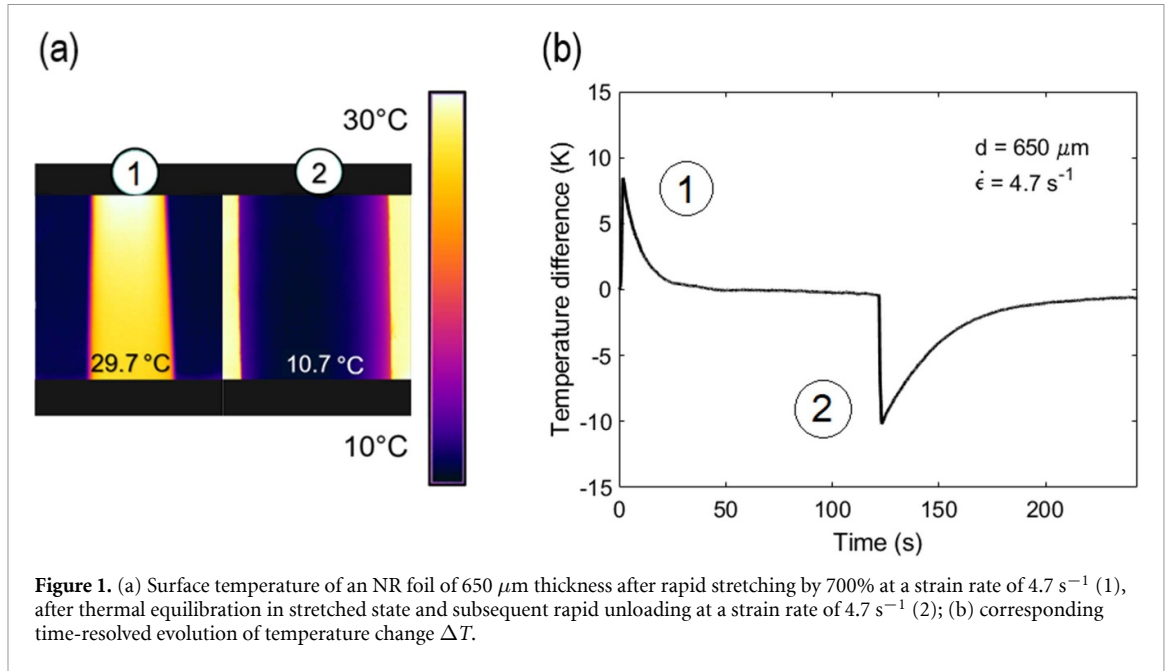 (a)
30°C
1
2
29.7 °C
10.7 °C
10°C
(b)
15
10
5
0
-5
-10
-15
Temperature difference (K)
d = 650 μm
ϵ̇ = 4.7 s⁻¹
1
2
0
50
100
150
200
Time (s)
Figure 1. (a) Surface temperature of an NR foil of 650 μm thickness after rapid stretching by 700% at a strain rate of 4.7 s⁻¹ (1),
after thermal equilibration in stretched state and subsequent rapid unloading at a strain rate of 4.7 s⁻¹ (2); (b) corresponding
time-resolved evolution of temperature change ΔT.